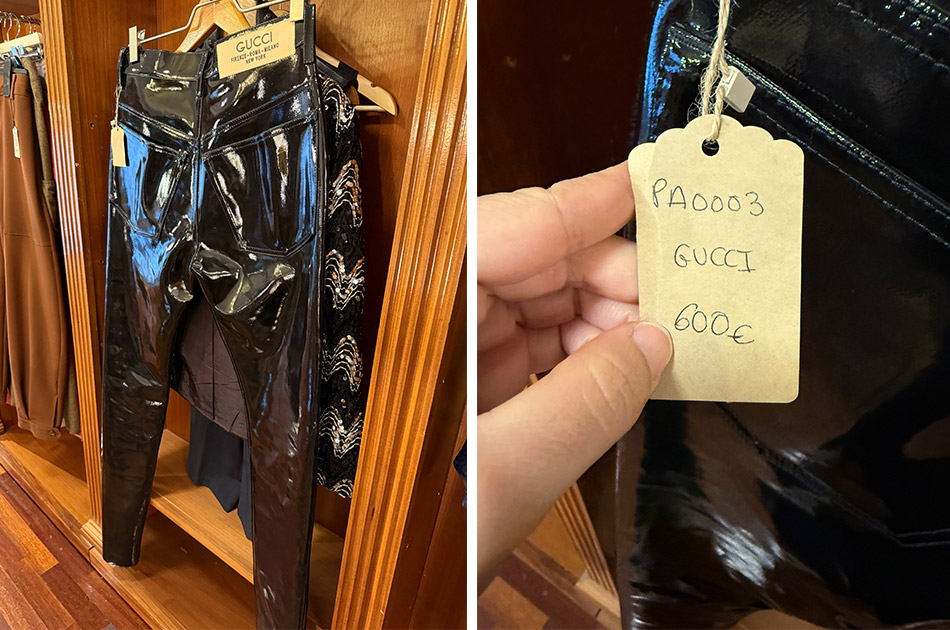 GUCCI
FIRENZE-ROMA-MILANO
NEW YORK
PA0003
GUCCI
600€